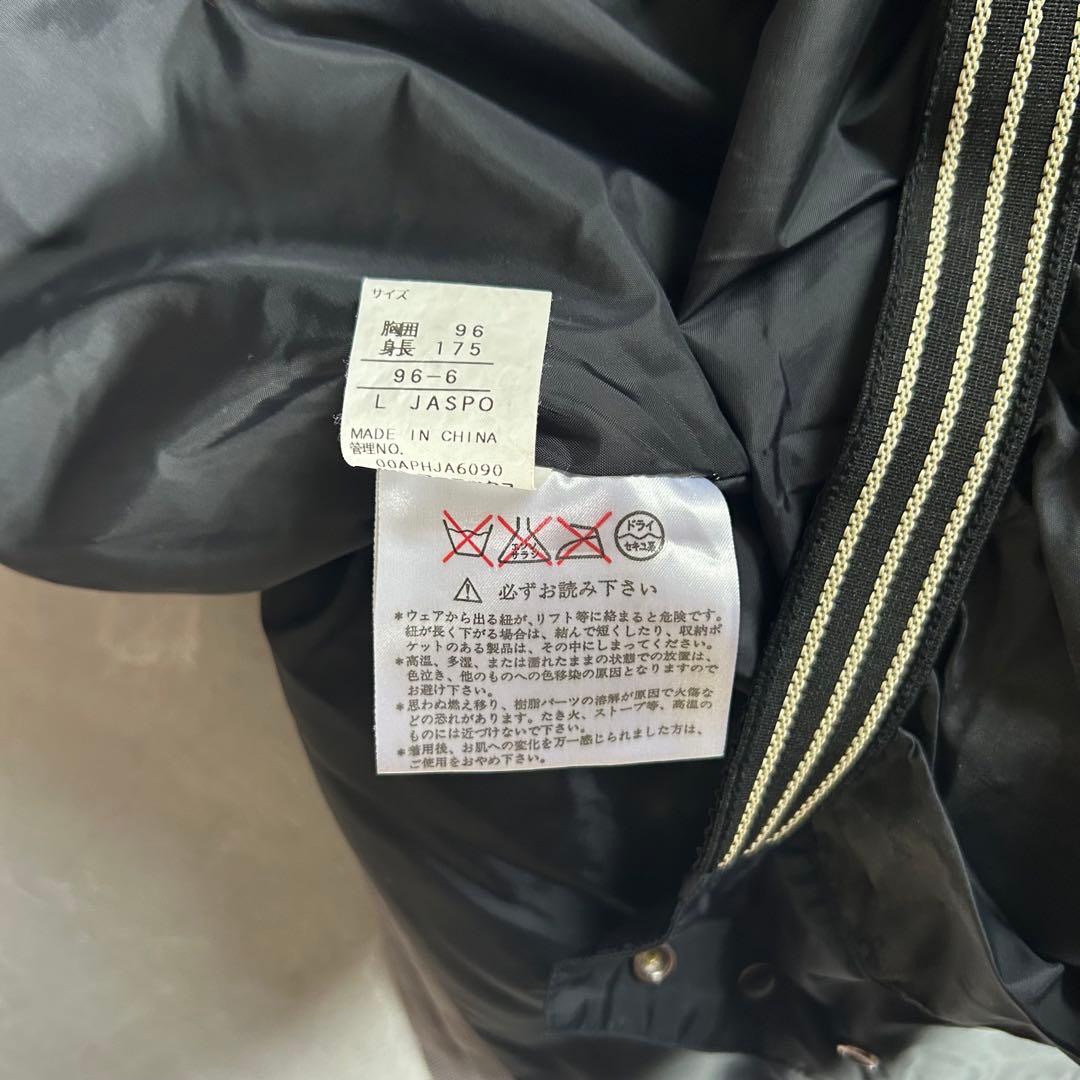 サイズ
胸囲 96
身長 175
96-6
L JASPO
MADE IN CHINA
管理NO.
00APHJA6090
エンソ
サラシ
ドライ
セキユ系
必ずお読み下さい
*ウェアから出る紐が、リフト等に絡まると危険です。
紐が長く下がる場合は、結んで短くしたり、収納ポ
ケットのある製品は、その中にしまってください。
*高温、多湿、または濡れたままの状態での放置は、
色泣き、他のものへの色移染の原因となりますので
お避け下さい。
*思わぬ燃え移り、樹脂パーツの溶解が原因で火傷な
どの恐れがあります。たき火、ストーブ等、高温の
ものには近づけないで下さい。
*着用後、お肌への変化を万一感じられました方は、
ご使用をおやめ下さい。